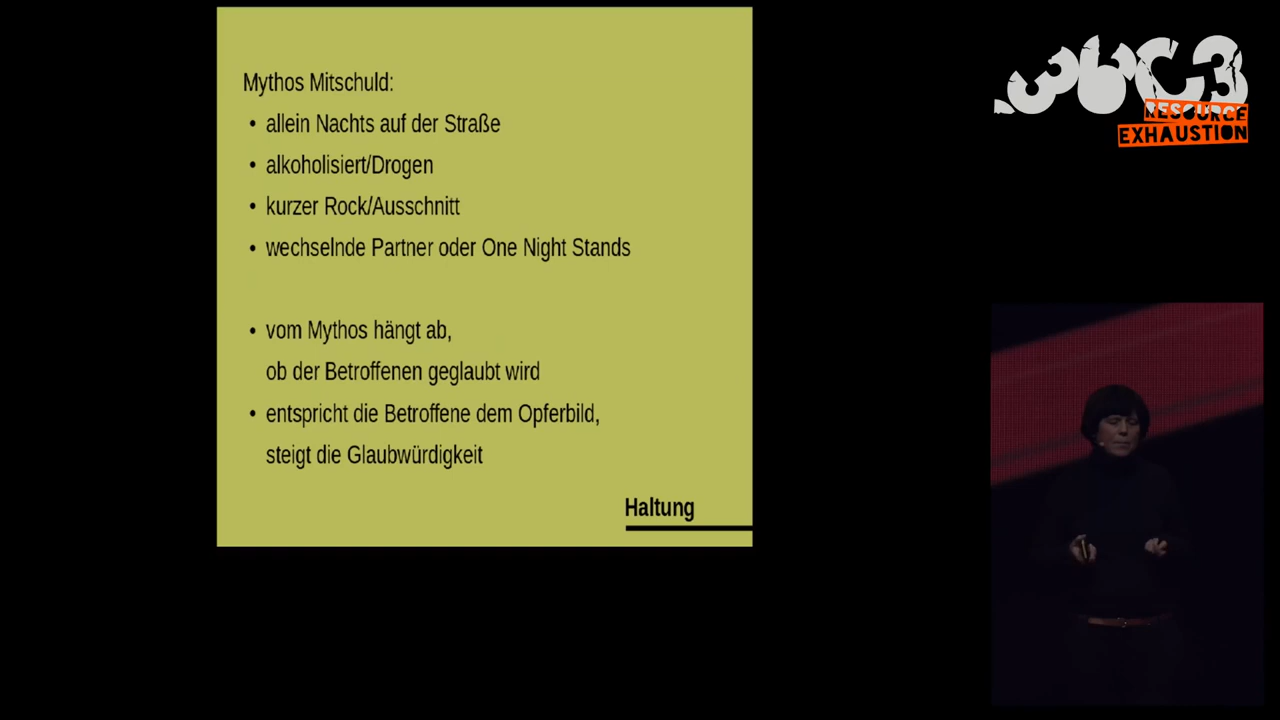 Mythos Mitschuld:
• allein Nachts auf der Straße
• alkoholisiert/Drogen
• kurzer Rock/Ausschnitt
• wechselnde Partner oder One Night Stands
• vom Mythos hängt ab,
ob der Betroffenen geglaubt wird
• entspricht die Betroffene dem Opferbild,
steigt die Glaubwürdigkeit
Haltung
36C3
RESOURCE
EXHAUSTION